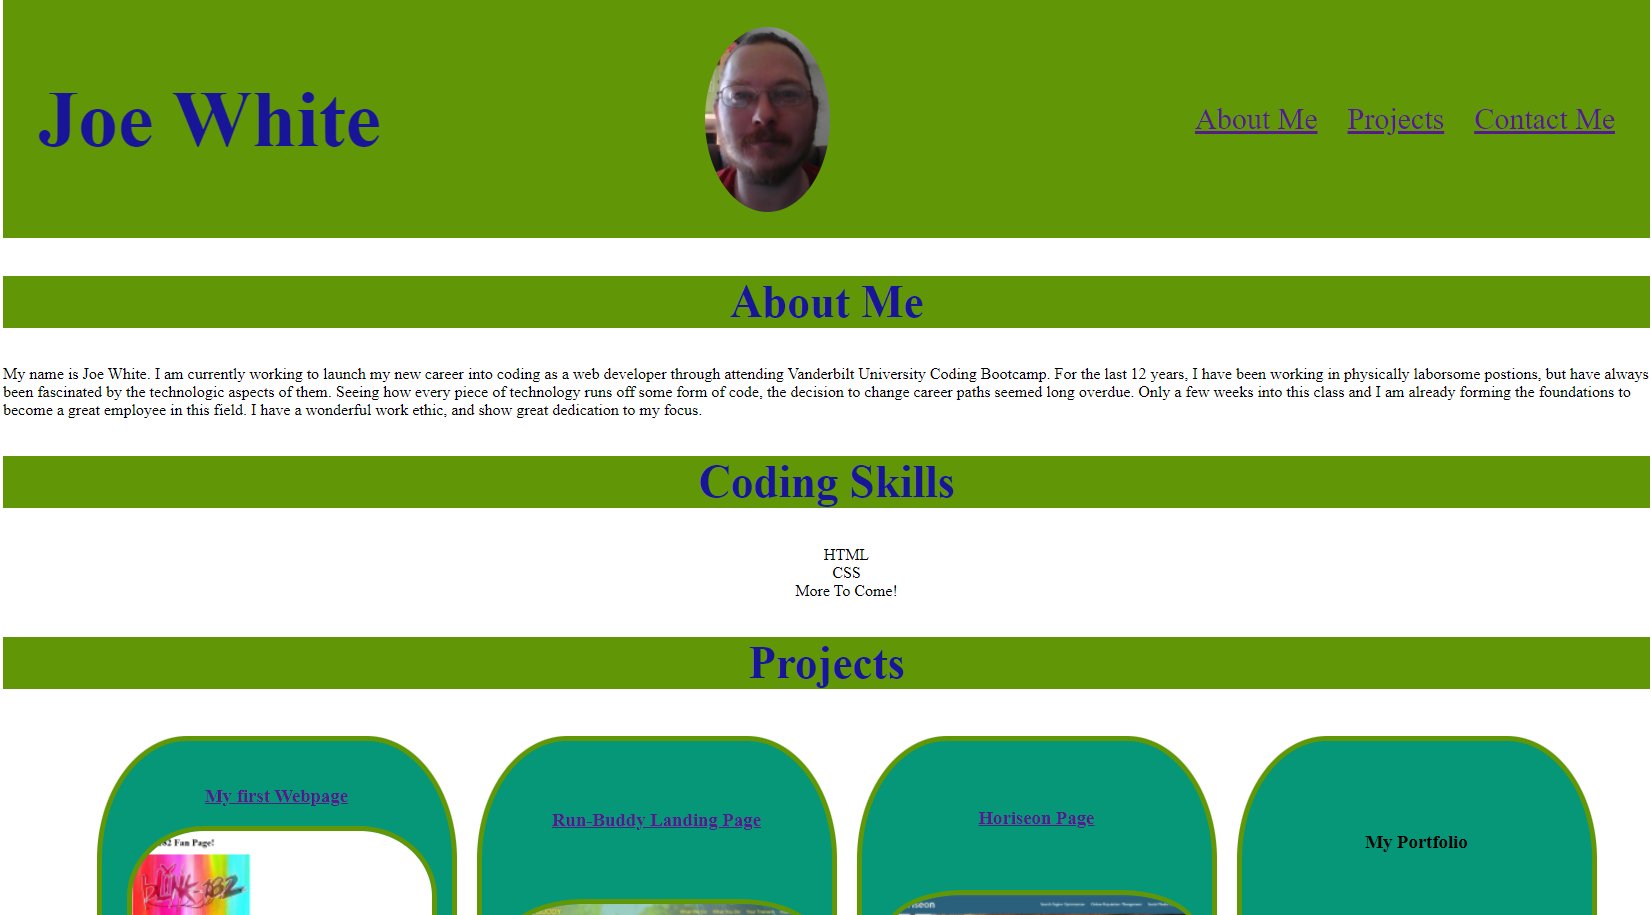 Joe White
About Me Projects Contact Me
About Me
My name is Joe White. I am currently working to launch my new career into coding as a web developer through attending Vanderbilt University Coding Bootcamp. For the last 12 years, I have been working in physically laborsome postions, but have always
been fascinated by the technologic aspects of them. Seeing how every piece of technology runs off some form of code, the decision to change career paths seemed long overdue. Only a few weeks into this class and I am already forming the foundations to
become a great employee in this field. I have a wonderful work ethic, and show great dedication to my focus.
Coding Skills
HTML
CSS
More To Come!
Projects
My first Webpage
Run-Buddy Landing Page
Horiseon Page
My Portfolio
82 Fan Page!
blink-182